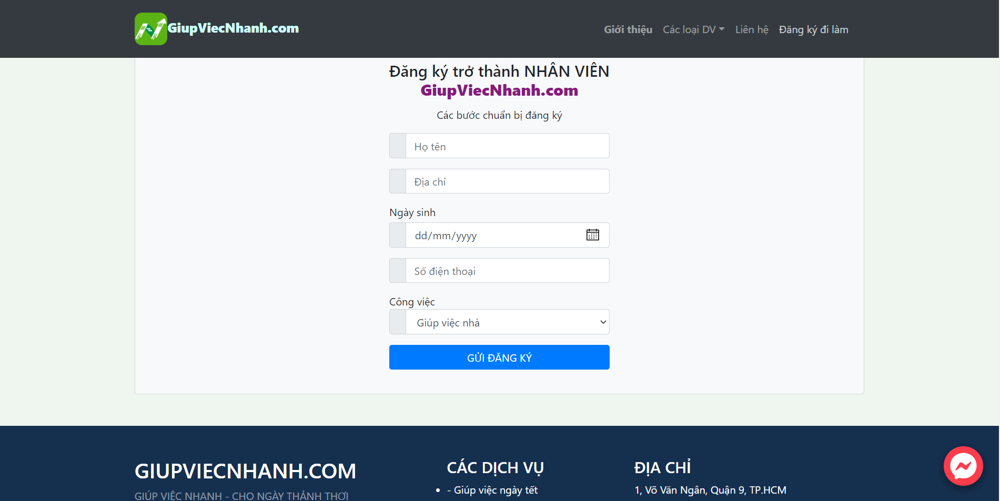 GiupViecNhanh.com
Giới thiệu Các loại DV Liên hệ Đăng ký đi làm
Đăng ký trở thành NHÂN VIÊN
GiupViecNhanh.com
Các bước chuẩn bị đăng ký
Họ tên
Địa chỉ
Ngày sinh
dd/mm/yyyy
Số điện thoại
Công việc
Giúp việc nhà
GỬI ĐĂNG KÝ
GIUPVIECNHANH.COM
GIÚP VIỆC NHANH - CHO NGÀY THẢNH THƠI
CÁC DỊCH VỤ
- Giúp việc ngày tết
ĐỊA CHỈ
1, Võ Văn Ngân, Quận 9, TP.HCM